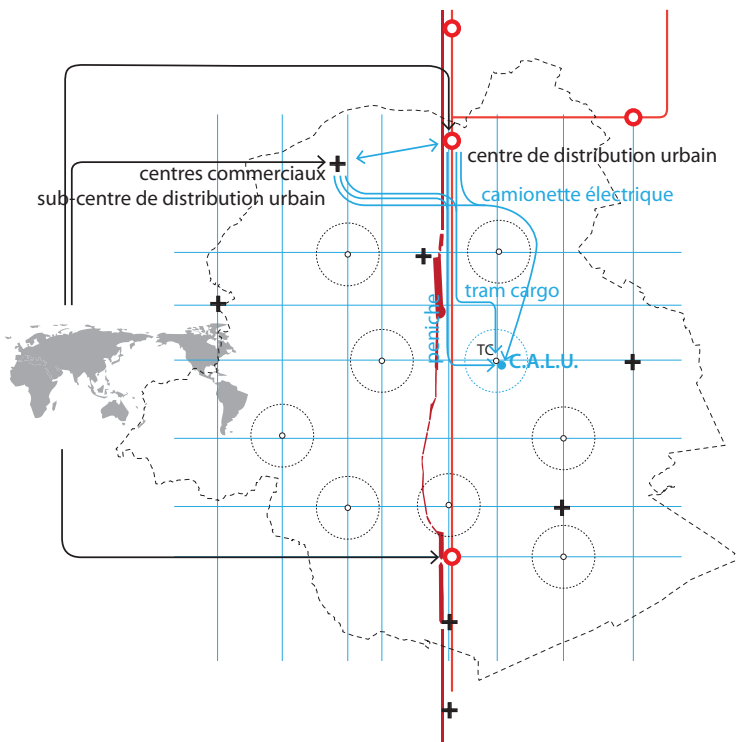 centre de distribution urbain
centres commerciaux
sub-centre de distribution urbain
camionette électrique
tram cargo
peniche
TC
C.A.L.U.